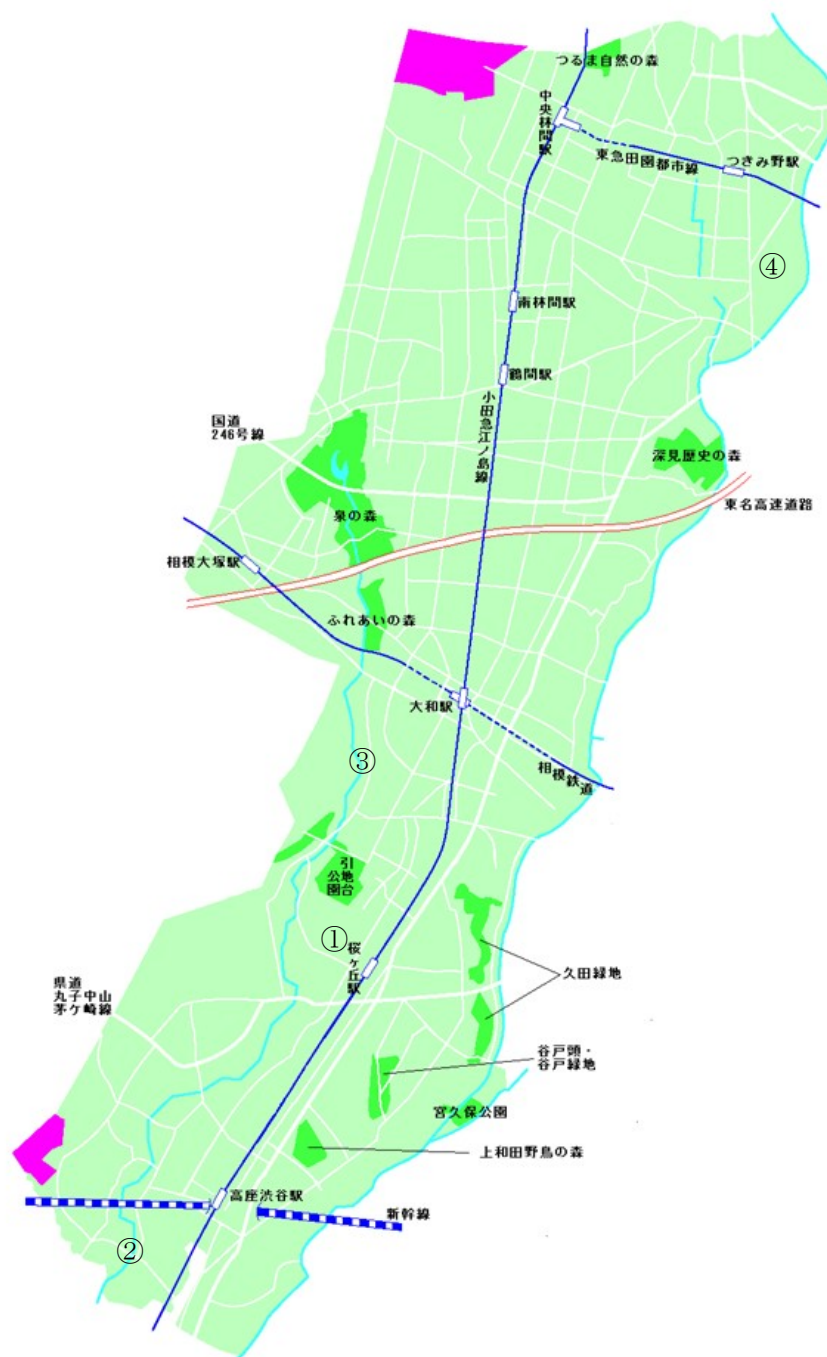 つるま自然の森
中央林間駅
東急田園都市線
つきみ野駅
④
南林間駅
鶴間駅
小田急江ノ島線
国道
246号線
深見歴史の森
東名高速道路
泉の森
相模大塚駅
ふれあいの森
大和駅
③
相模鉄道
引地台公園
①
桜ヶ丘駅
久田緑地
県道
丸子中山
茅ケ崎線
谷戸頭・
谷戸緑地
宮久保公園
上和田野鳥の森
高座渋谷駅
新幹線
②